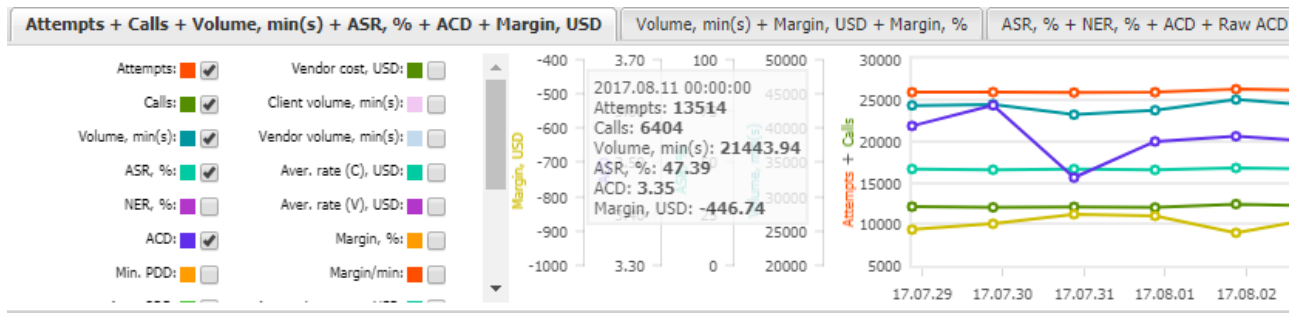 Attempts + Calls + Volume, min(s) + ASR, % + ACD + Margin, USD
Volume, min(s) + Margin, USD + Margin, %
ASR, % + NER, % + ACD + Raw ACD
Attempts:
Vendor cost, USD:
Calls:
Client volume, min(s):
Volume, min(s):
Vendor volume, min(s):
ASR, %:
Aver. rate (C), USD:
NER, %:
Aver. rate (V), USD:
ACD:
Margin, %:
Min. PDD:
Margin/min:
Margin, USD
-400
-500
-600
-700
-800
-900
-1000
3.70
3.30
100
0
50000
45000
40000
35000
30000
25000
20000
2017.08.11 00:00:00
Attempts: 13514
Calls: 6404
Volume, min(s): 21443.94
ASR, %: 47.39
ACD: 3.35
Margin, USD: -446.74
Attempts + Calls
30000
25000
20000
15000
10000
5000
17.07.29
17.07.30
17.07.31
17.08.01
17.08.02